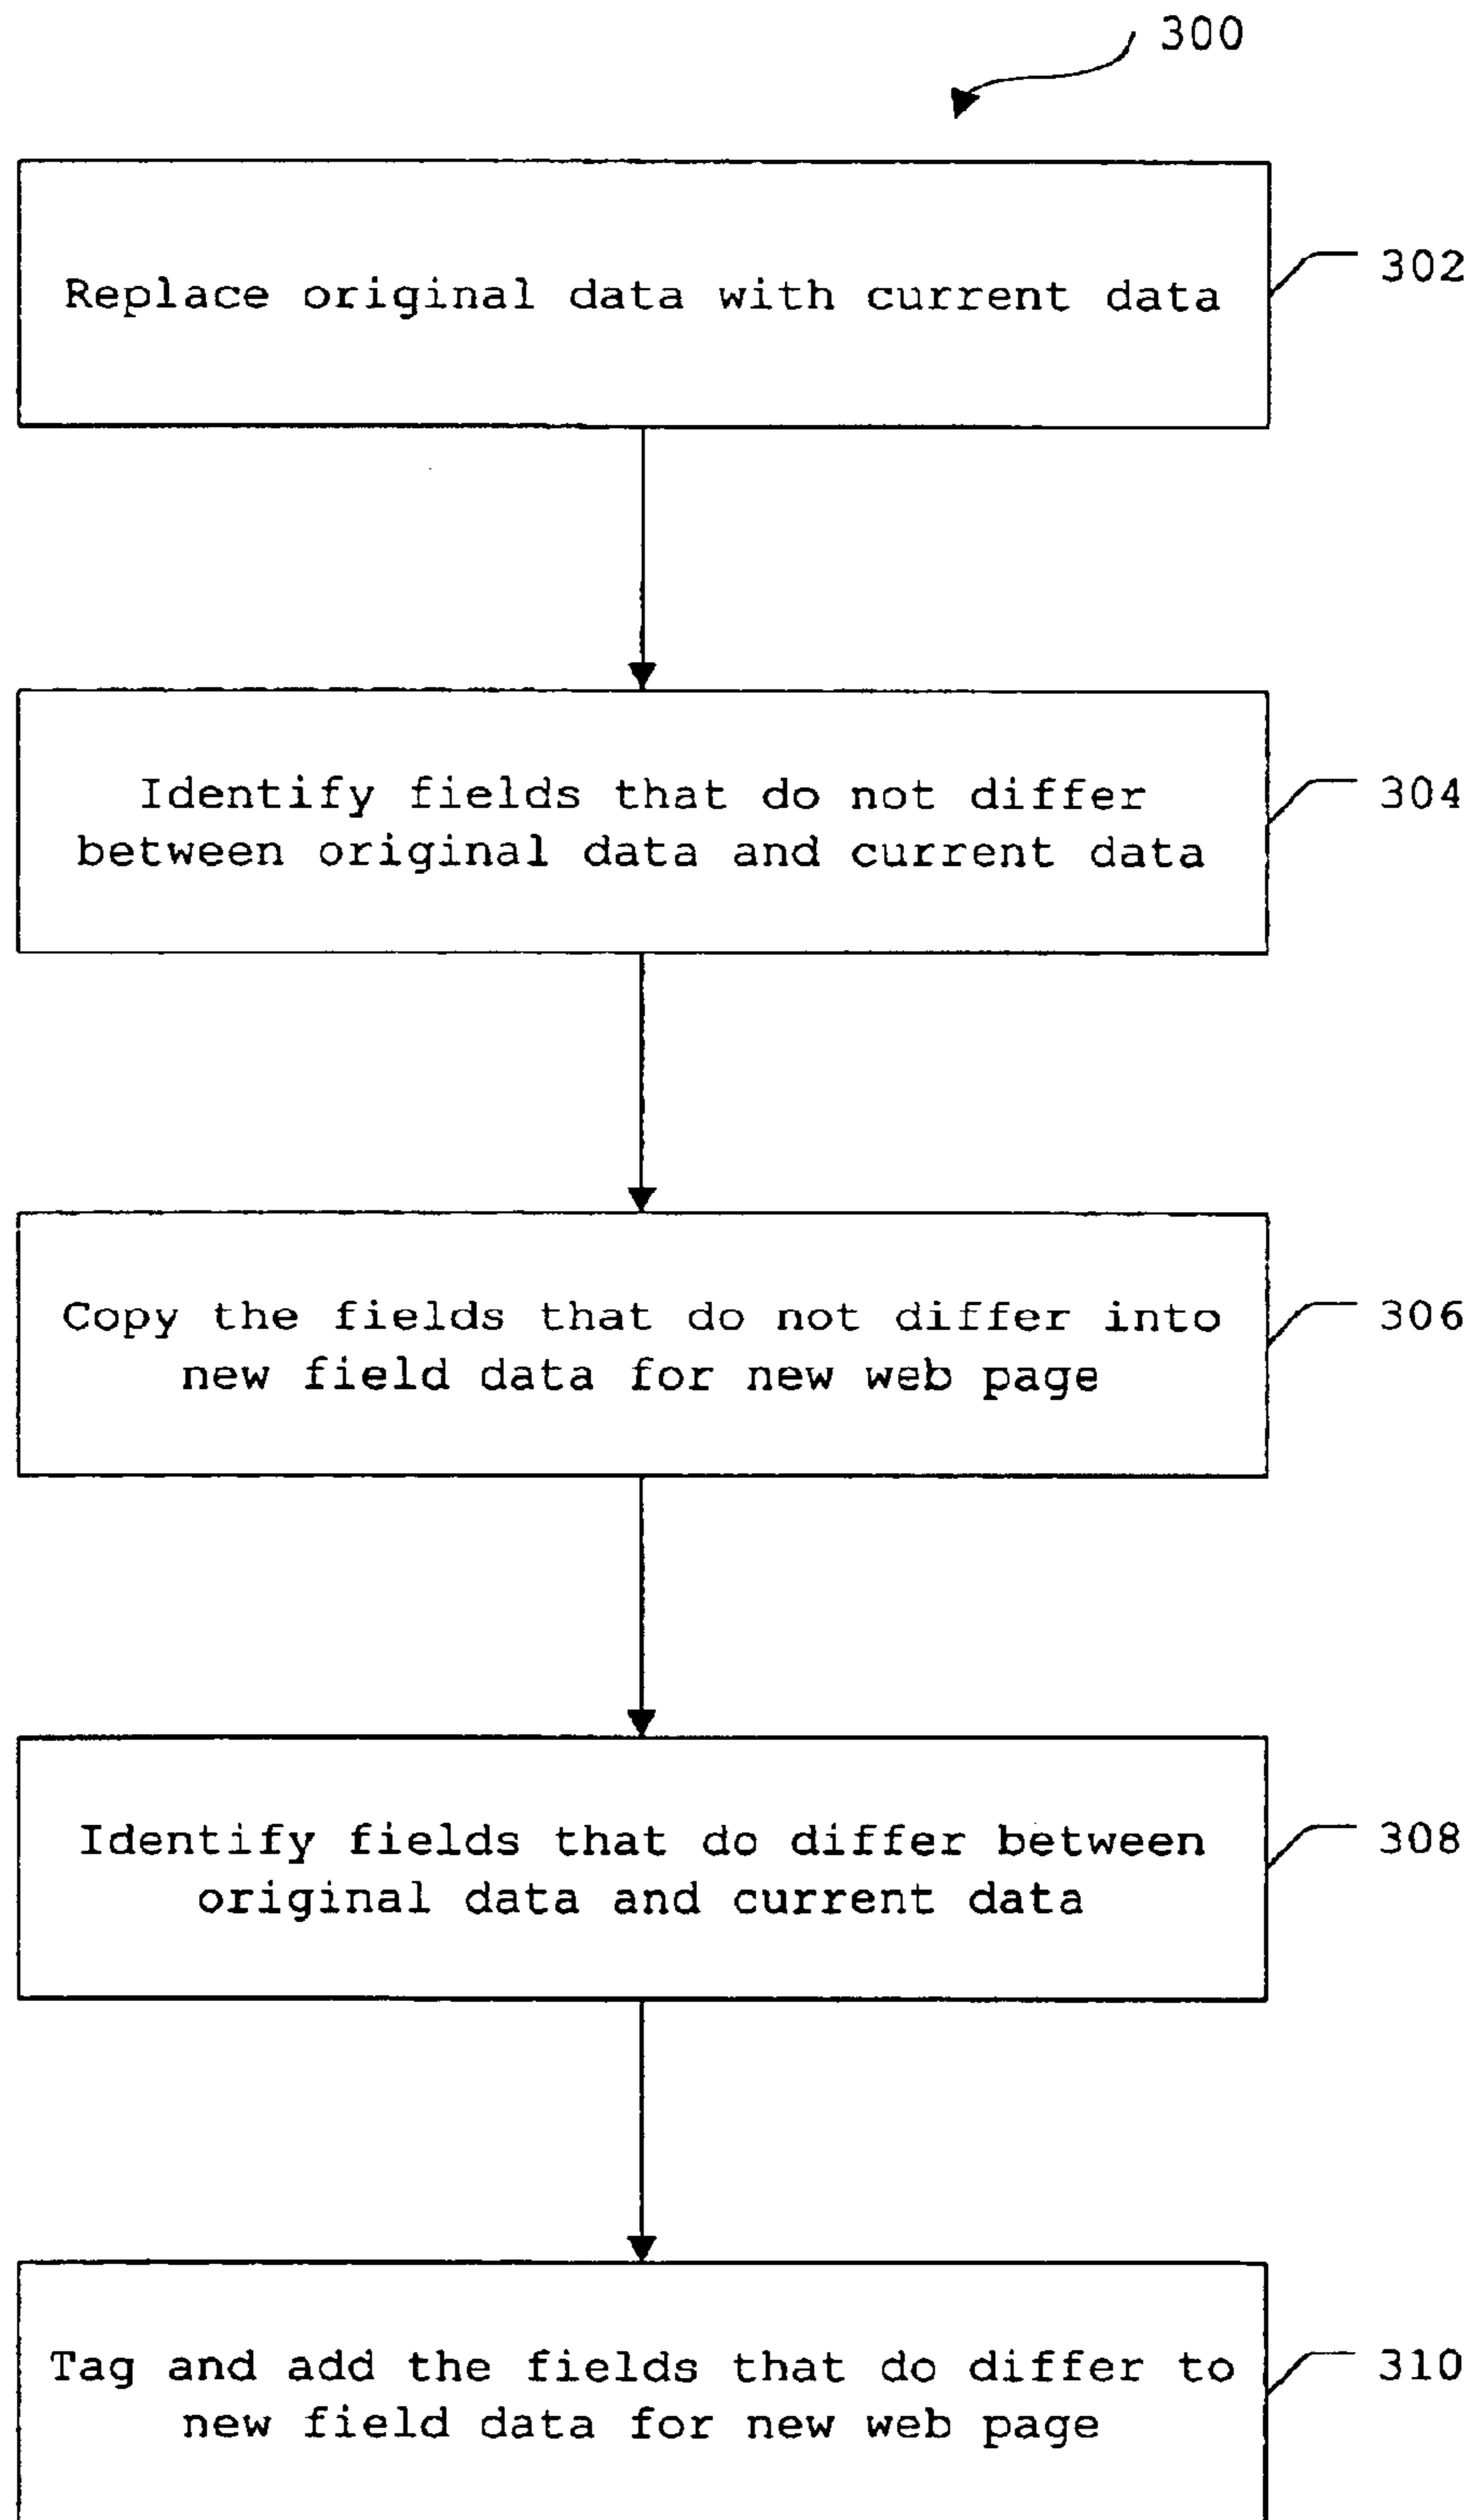 300
Replace original data with current data
302
Identify fields that do not differ
between original data and current data
304
Copy the fields that do not differ into
new field data for new web page
306
Identify fields that do differ between
original data and current data
308
Tag and add the fields that do differ to
new field data for new web page
310